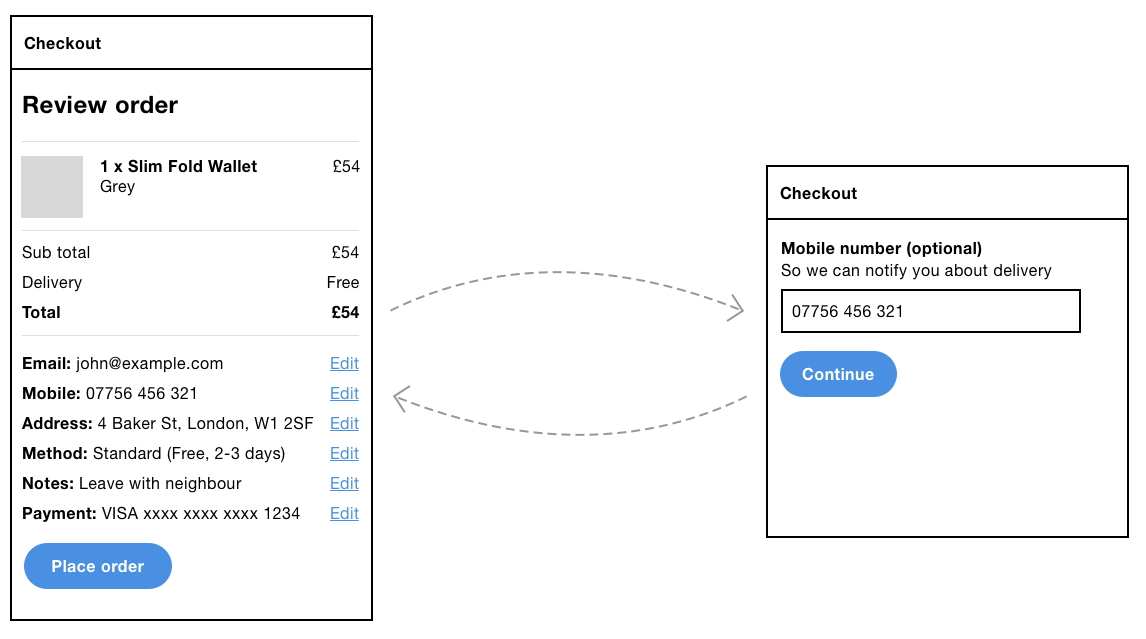 Checkout
Review order
1 x Slim Fold Wallet £54
Grey
Sub total £54
Delivery Free
Total £54
Email: john@example.com Edit
Mobile: 07756 456 321 Edit
Address: 4 Baker St, London, W1 2SF Edit
Method: Standard (Free, 2-3 days) Edit
Notes: Leave with neighbour Edit
Payment: VISA xxxx xxxx xxxx 1234 Edit
Place order
Checkout
Mobile number (optional)
So we can notify you about delivery
07756 456 321
Continue